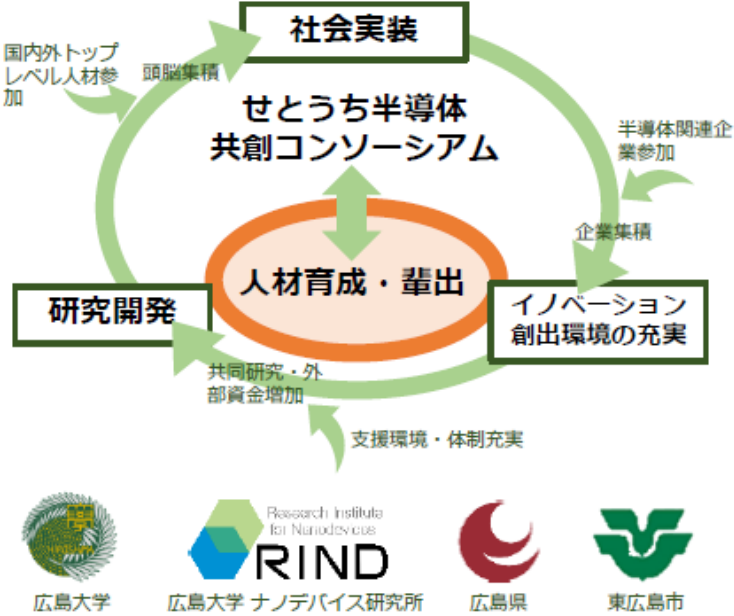 社会実装
国内外トップ
レベル人材参
加
頭脳集積
せとうち半導体
共創コンソーシアム
半導体関連企
業参加
企業集積
人材育成・輩出
研究開発
イノベーション
創出環境の充実
共同研究・外
部資金増加
支援環境・体制充実
Research Institute
for Nanodevices
RIND
広島大学
広島大学 ナノデバイス研究所
広島県
東広島市